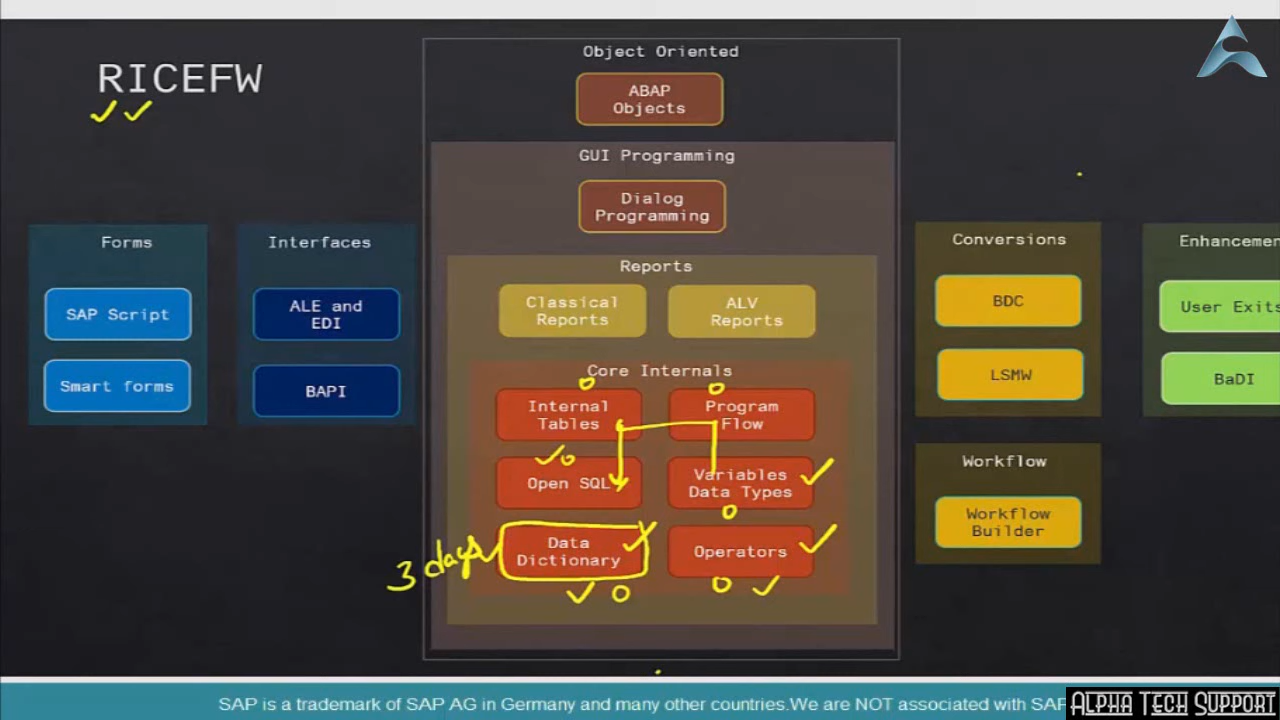 RICEFW
Object Oriented
ABAP
Objects
GUI Programming
Dialog
Programming
Forms
SAP Script
Smart forms
Interfaces
ALE and
EDI
BAPI
Reports
Classical
Reports
ALV
Reports
Core Internals
Internal
Tables
Program
Flow
Open SQL
Variables
Data Types
3 days
Data
Dictionary
Operators
Conversions
BDC
LSMW
Enhancemen
User Exits
BaDI
Workflow
Workflow
Builder
SAP is a trademark of SAP AG in Germany and many other countries.We are NOT associated with SAP
ALPHA TECH SUPPORT